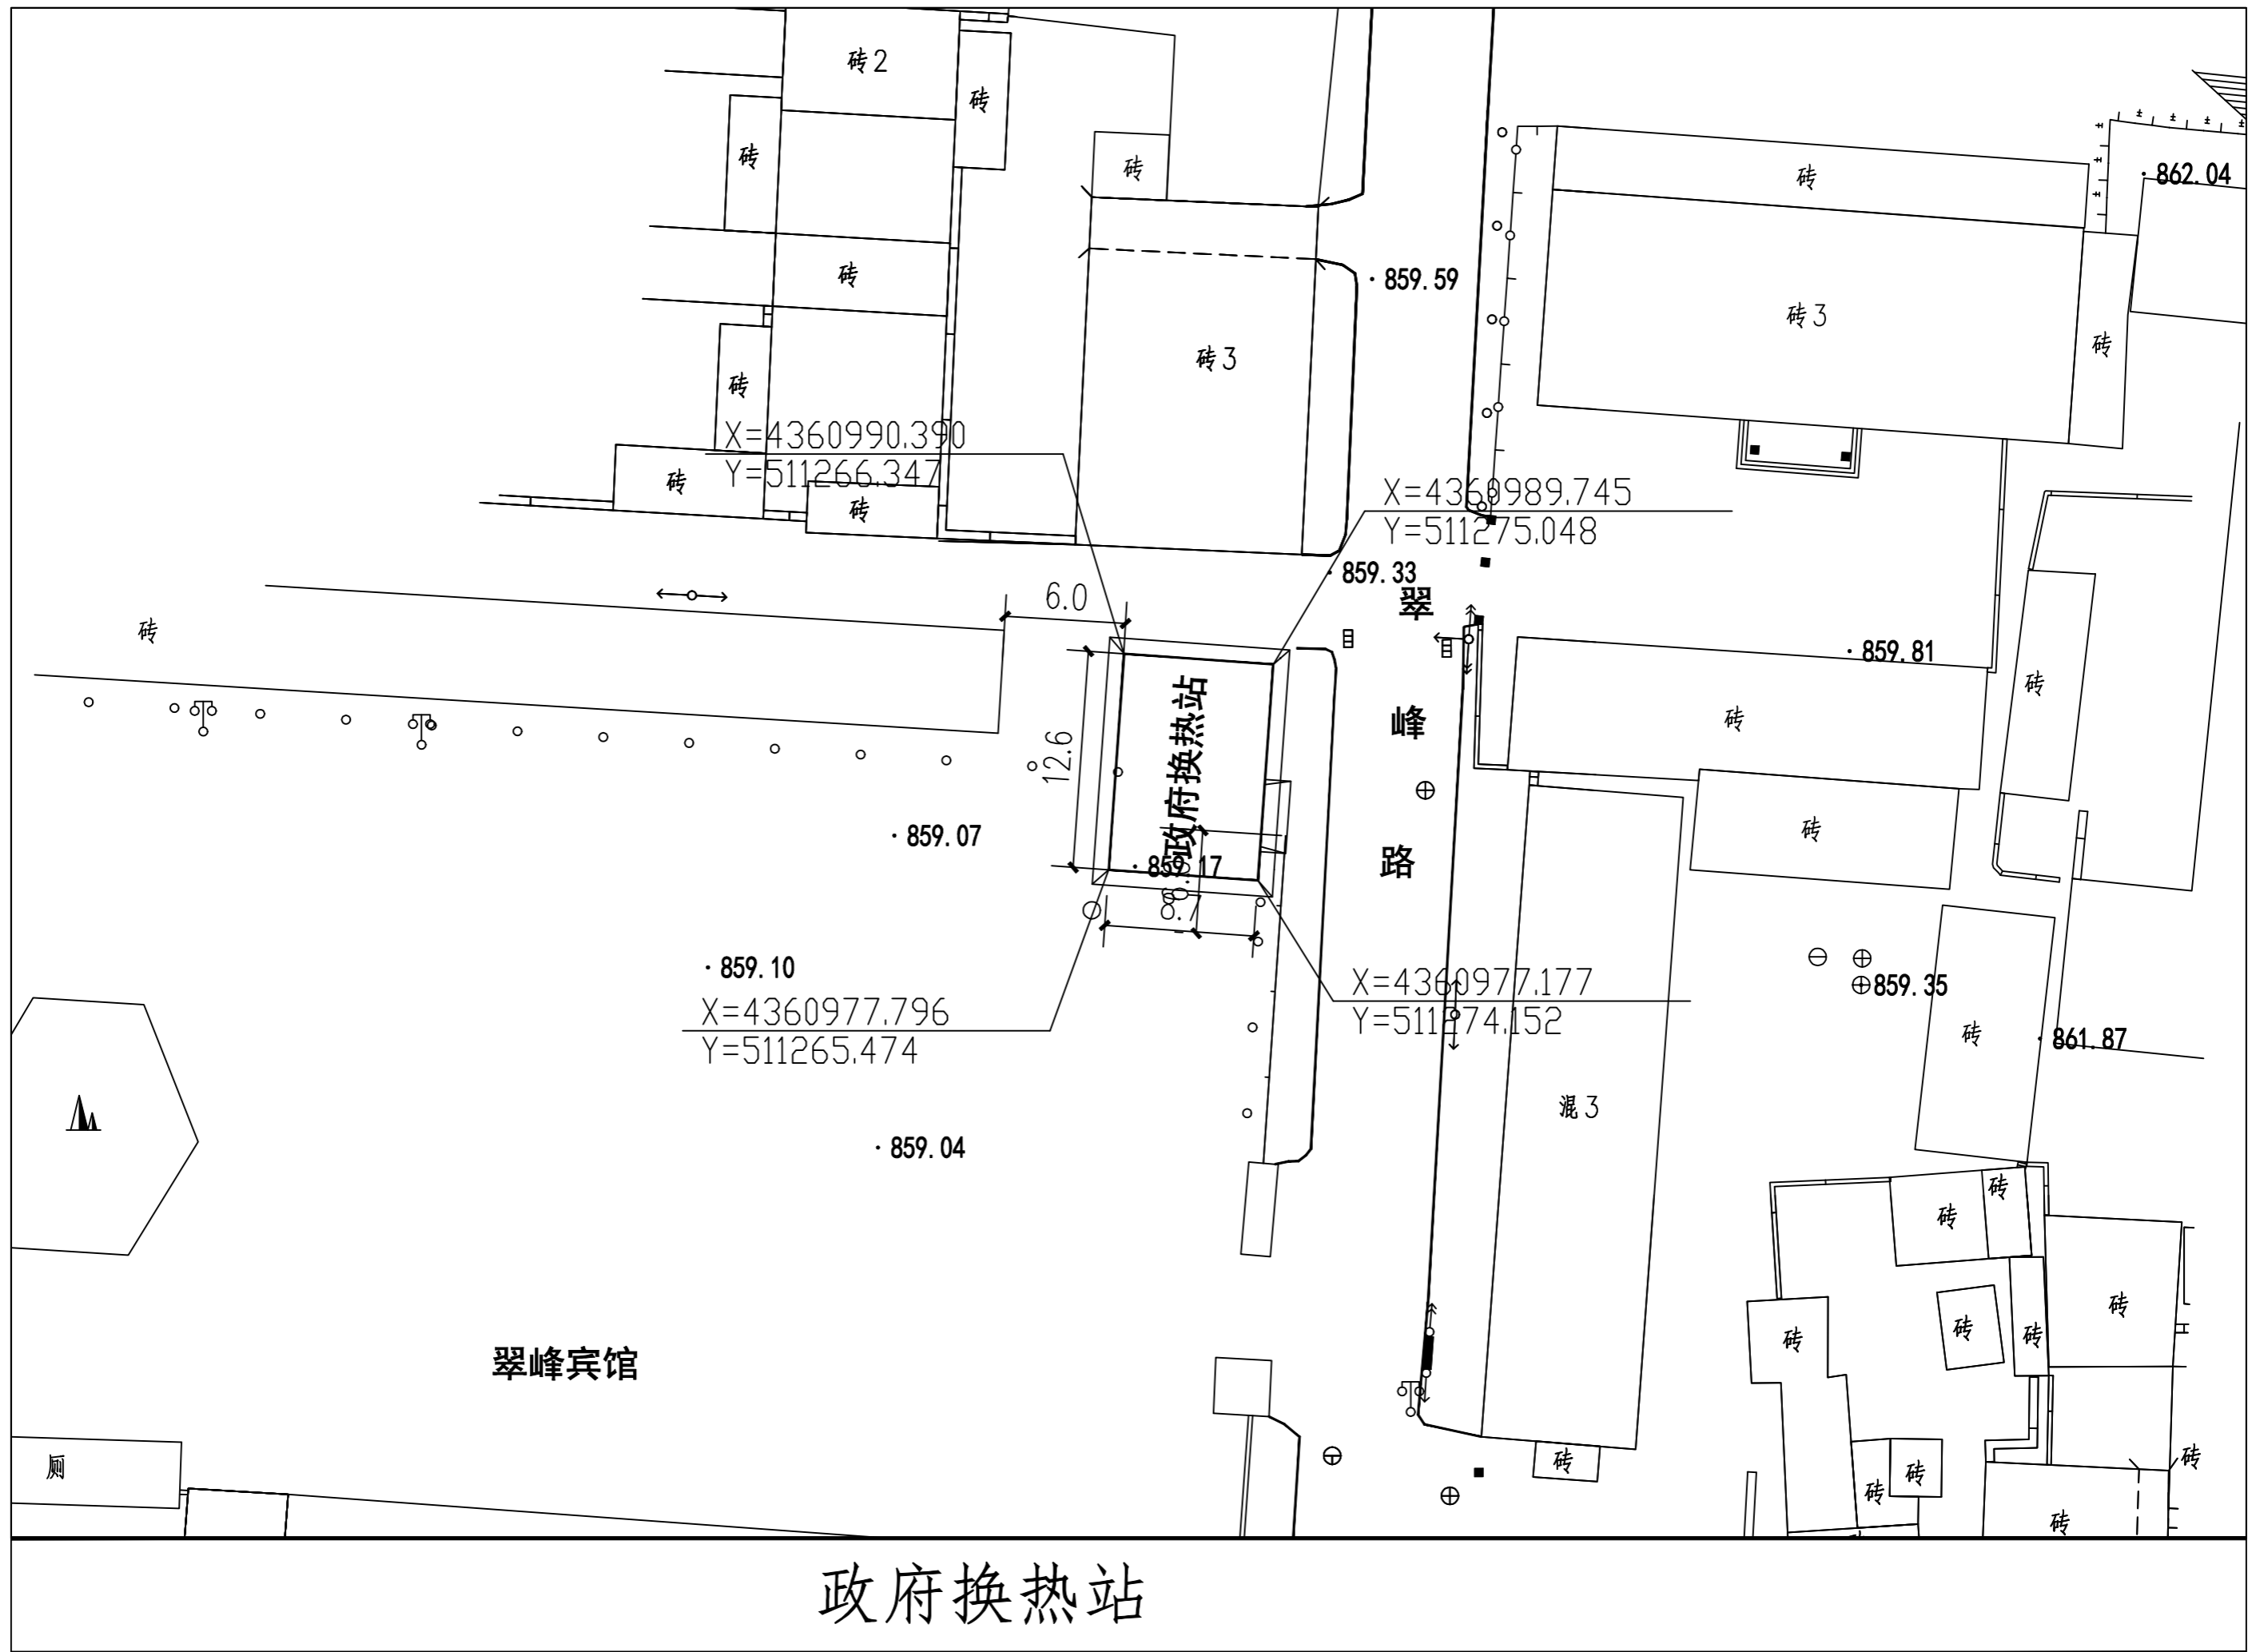 砖2
砖
砖
砖
862.04
砖
砖
859.59
砖3
砖
砖3
砖
X=4360990.390
Y=511266.347
砖
砖
X=4360989.745
Y=511275.048
859.33
6.0
翠
砖
859.81
砖
砖
峰
政府换热站
12.6
砖
859.07
路
859.17
8.7
859.10
X=4360977.177
Y=511274.152
859.35
X=4360977.796
Y=511265.474
砖
861.87
混3
859.04
砖
砖
砖
砖
砖
砖
翠峰宾馆
厕
砖
砖
砖
砖
砖
政府换热站